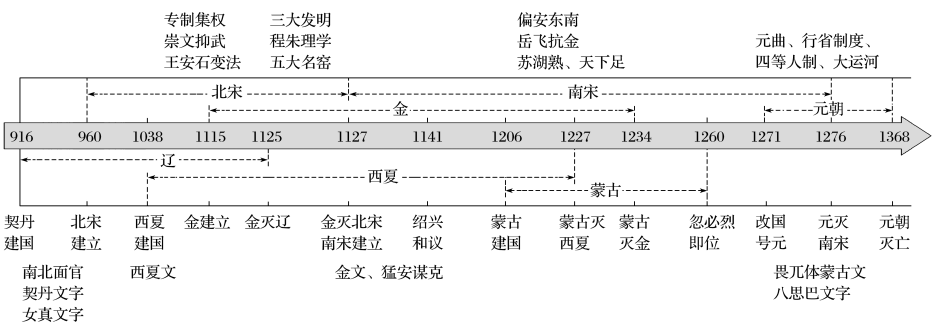 专制集权 三大发明 偏安东南
崇文抑武 程朱理学 岳飞抗金 元曲、行省制度、
王安石变法 五大名窑 苏湖熟、天下足 四等人制、大运河
北宋 南宋
金 元朝
916 960 1038 1115 1125 1127 1141 1206 1227 1234 1260 1271 1276 1368
辽
西夏
蒙古
契丹 北宋 西夏 金建立 金灭辽 金灭北宋 绍兴 蒙古 蒙古灭 蒙古 忽必烈 改国 元灭 元朝
建国 建立 建国 南宋建立 和议 建国 西夏 灭金 即位 号元 南宋 灭亡
南北面官 西夏文 金文、猛安谋克 畏兀体蒙古文
契丹文字 八思巴文字
女真文字